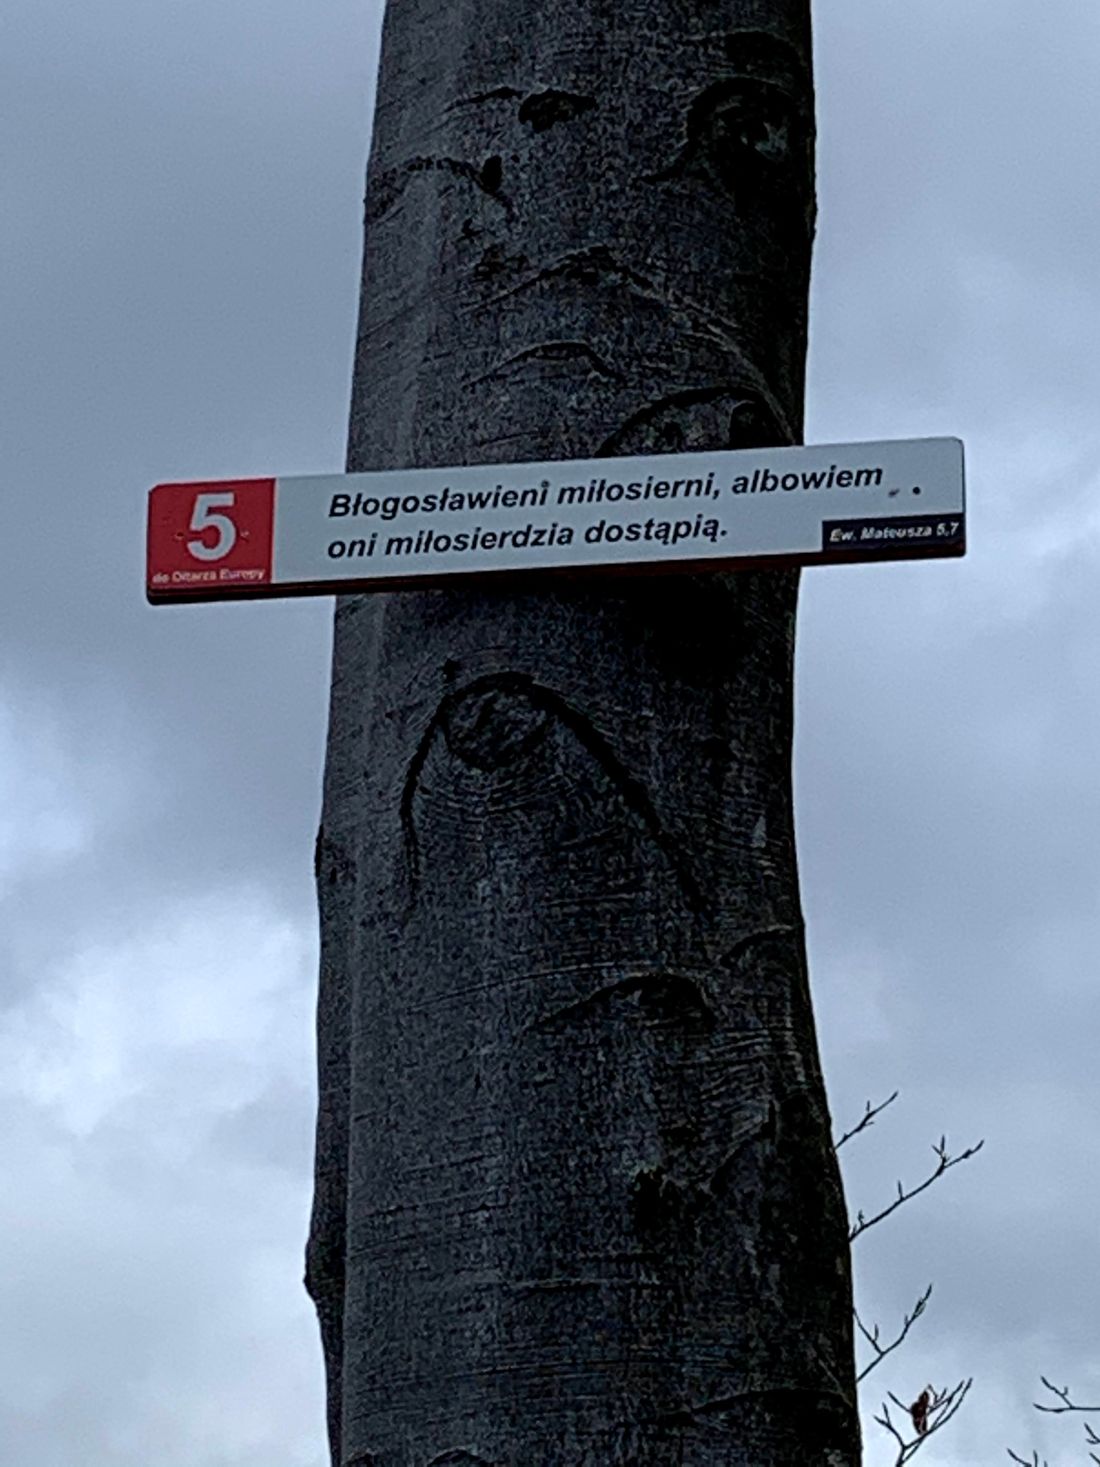 5
do Ołtarza Europy
Błogosławieni miłosierni, albowiem
oni miłosierdzia dostąpią.
Ew. Mateusza 5,7